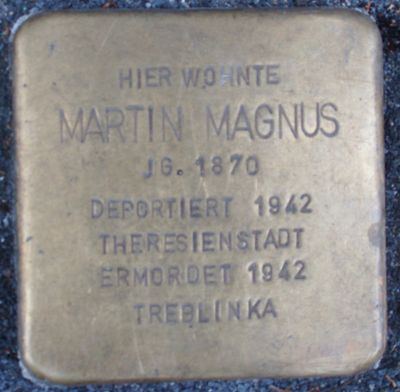 HIER WOHNTE
MARTIN MAGNUS
JG. 1870
DEPORTIERT 1942
THERESIENSTADT
ERMORDET 1942
TREBLINKA